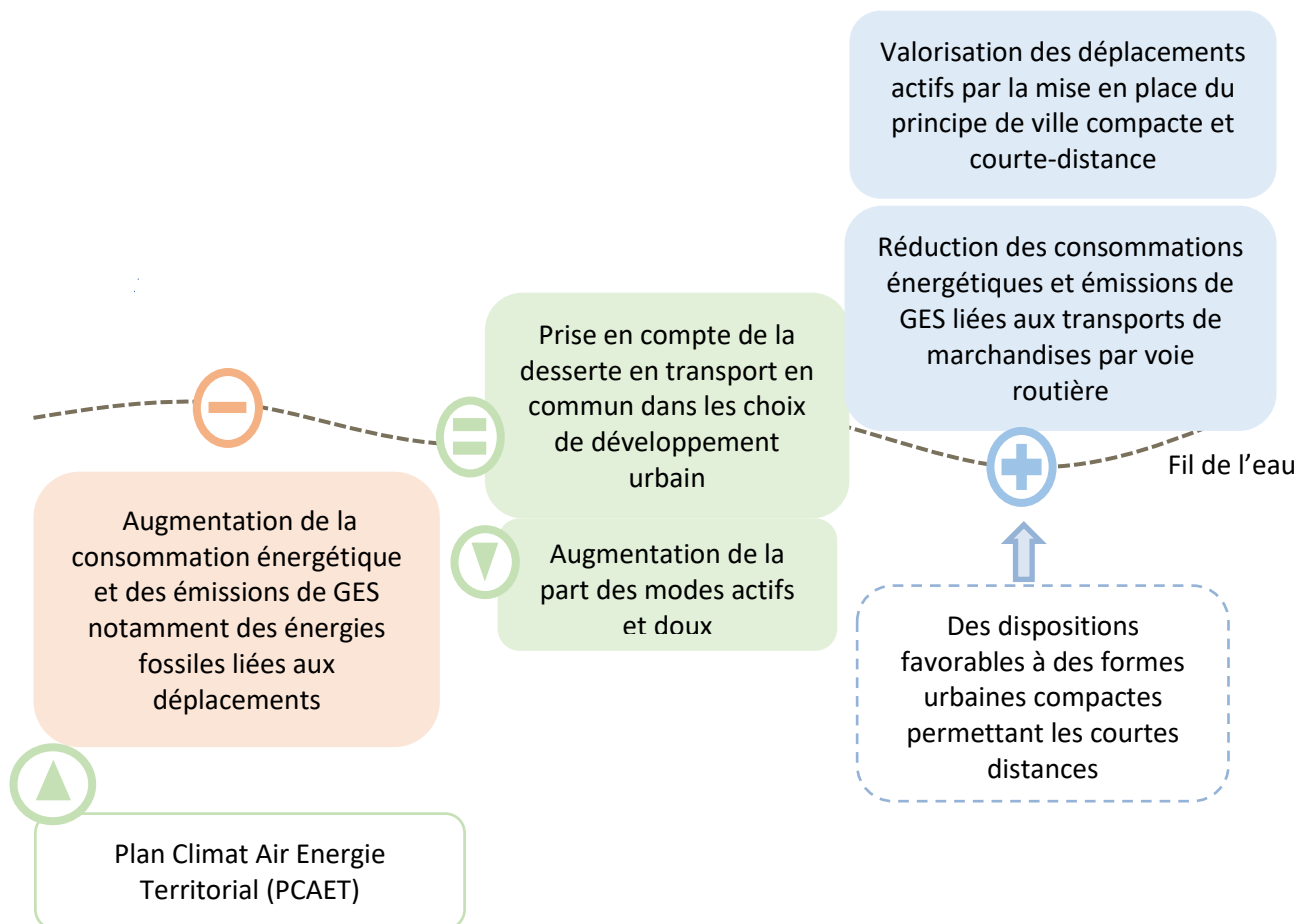 Valorisation des déplacements
actifs par la mise en place du
principe de ville compacte et
courte-distance
Réduction des consommations
énergétiques et émissions de
GES liées aux transports de
marchandises par voie
routière
Prise en compte de la
desserte en transport en
commun dans les choix
de développement
urbain
Fil de l’eau
Augmentation de la
consommation énergétique
et des émissions de GES
notamment des énergies
fossiles liées aux
déplacements
Augmentation de la
part des modes actifs
et doux
Des dispositions
favorables à des formes
urbaines compactes
permettant les courtes
distances
Plan Climat Air Energie
Territorial (PCAET)